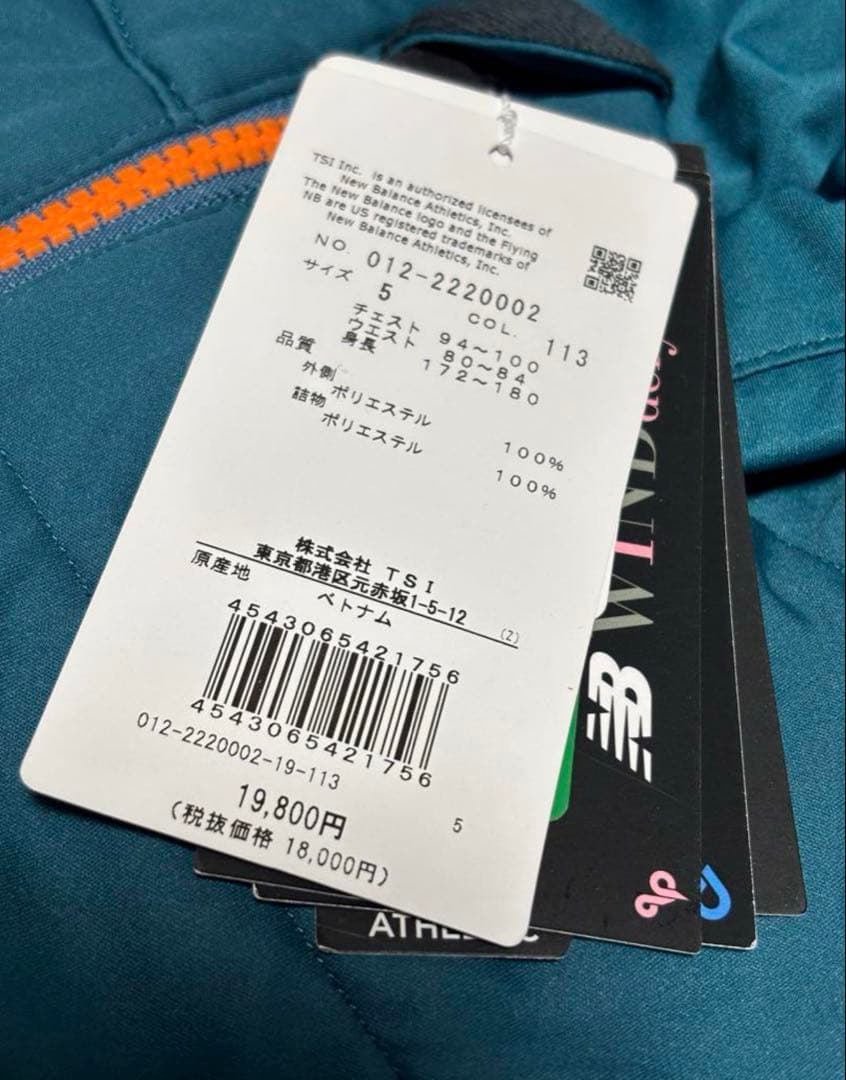 TSI Inc. is an authorized licensees of
New Balance Athletics, Inc.
The New Balance logo and the Flying
NB are US registered trademarks of
New Balance Athletics, Inc.
NO. 012-2220002
サイズ 5 COL. 113
チェスト 94〜100
ウエスト 80〜84
身長 172〜180
品質
外側
ポリエステル 100%
詰物
ポリエステル 100%
株式会社 TSI
東京都港区元赤坂1-5-12
原産地 ベトナム (Z)
4543065421756
4543065421756
012-2220002-19-113
19,800円 5
(税抜価格 18,000円)
WIND
NB